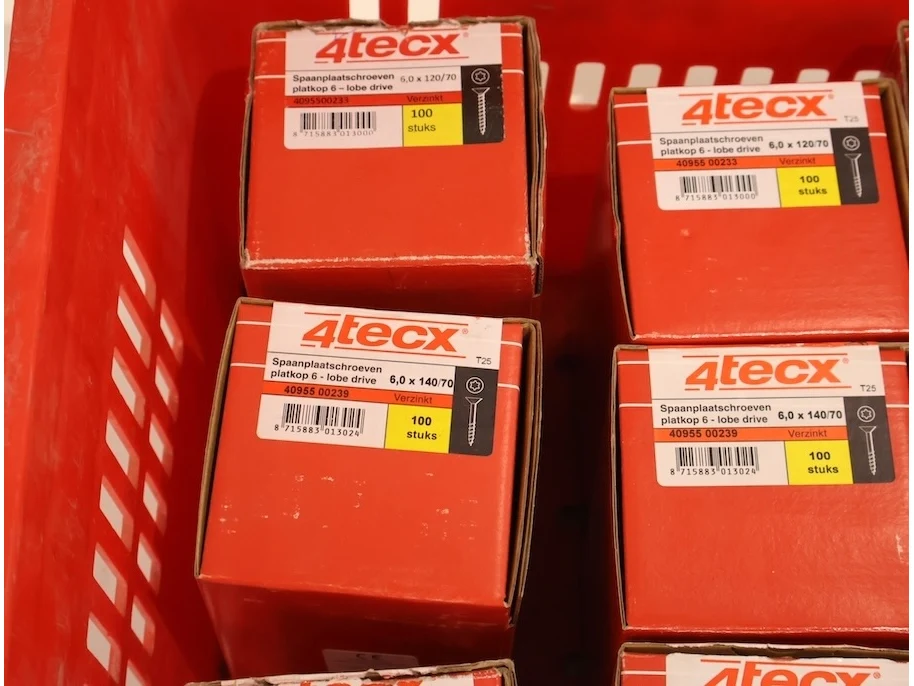 4tecx®
Spaanplaatschroeven 6,0 x 120/70
platkop 6 – lobe drive
4095500233 Verzinkt
8 715883 013000
100
stuks
4tecx®
T25
Spaanplaatschroeven
platkop 6 - lobe drive 6,0 x 120/70
40955 00233 Verzinkt
8 715883 013000
100
stuks
4tecx®
T25
Spaanplaatschroeven
platkop 6 - lobe drive 6,0 x 140/70
40955 00239 Verzinkt
8 715883 013024
100
stuks
4tecx®
T25
Spaanplaatschroeven
platkop 6 - lobe drive 6,0 x 140/70
40955 00239 Verzinkt
8 715883 013024
100
stuks
4tecx